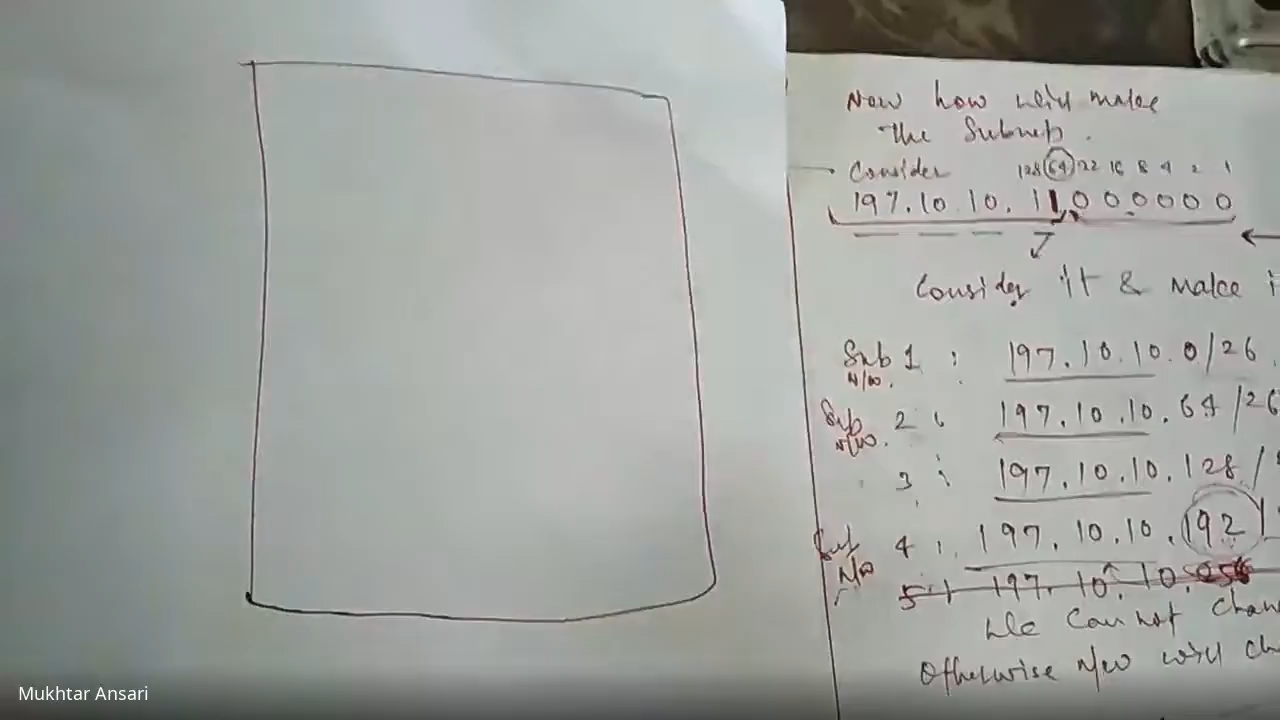 Now how will make
the Subnets.
Consider 128 64 32 16 8 4 2 1
197.10.10.11000000
Consider it & make i
Sub 1 : 197.10.10.0/26
N/W.
Sub 2 : 197.10.10.64/26
N/W.
3 : 197.10.10.128/
Sub 4 : 197.10.10.192/
N/W
5 : 197.10.10.
We can not chan
Otherwise N/W will ch
Mukhtar Ansari